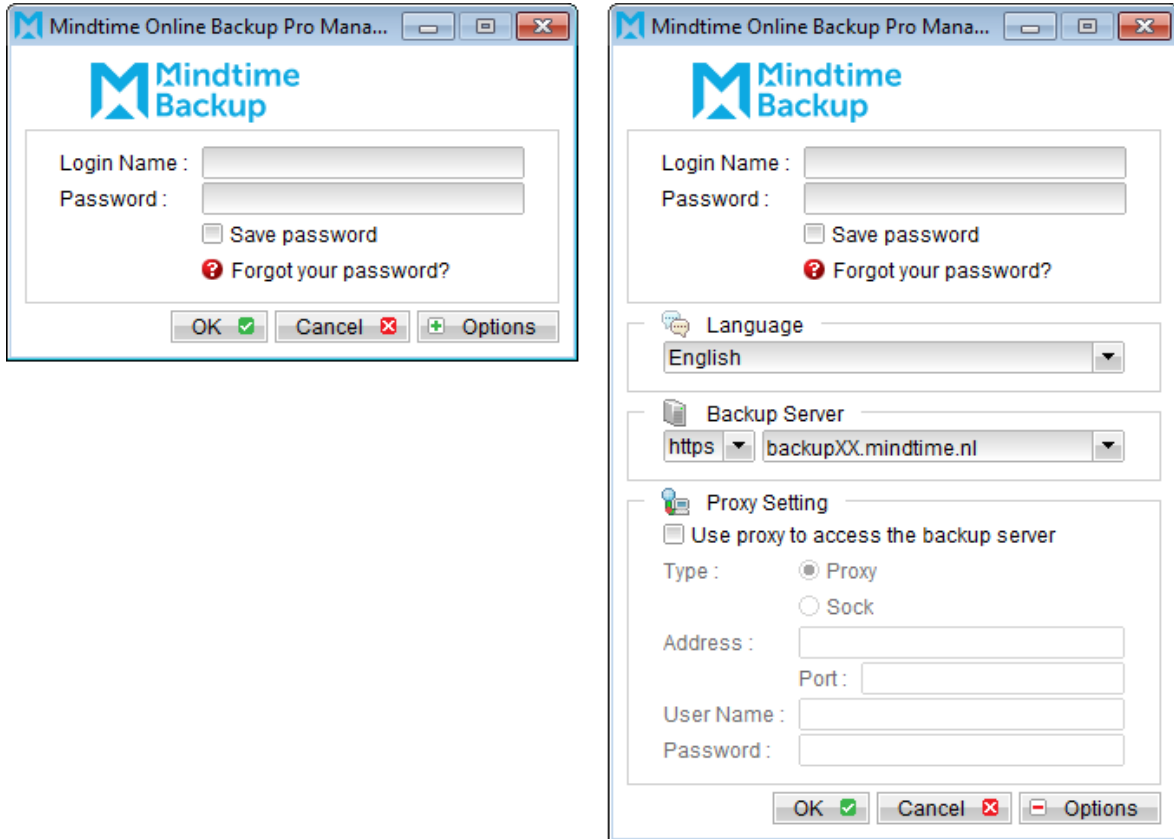 Mindtime Online Backup Pro Mana...
Mindtime
Backup
Login Name :
Password :
Save password
Forgot your password?
OK Cancel Options
Mindtime Online Backup Pro Mana...
Mindtime
Backup
Login Name :
Password :
Save password
Forgot your password?
Language
English
Backup Server
https backupXX.mindtime.nl
Proxy Setting
Use proxy to access the backup server
Type : Proxy
Sock
Address :
Port :
User Name :
Password :
OK Cancel Options